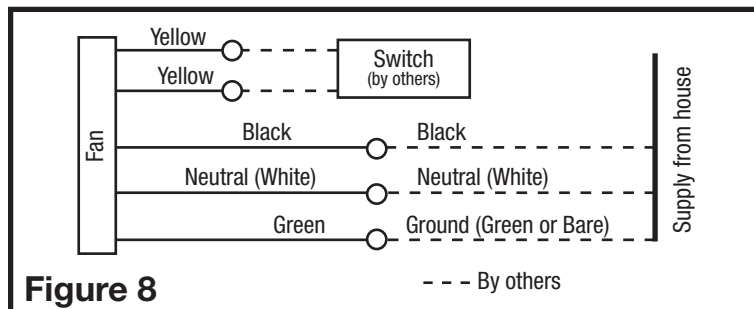 Yellow
Yellow
Switch
(by others)
Fan
Black Black
Neutral (White) Neutral (White)
Green Ground (Green or Bare)
Supply from house
Figure 8
By others